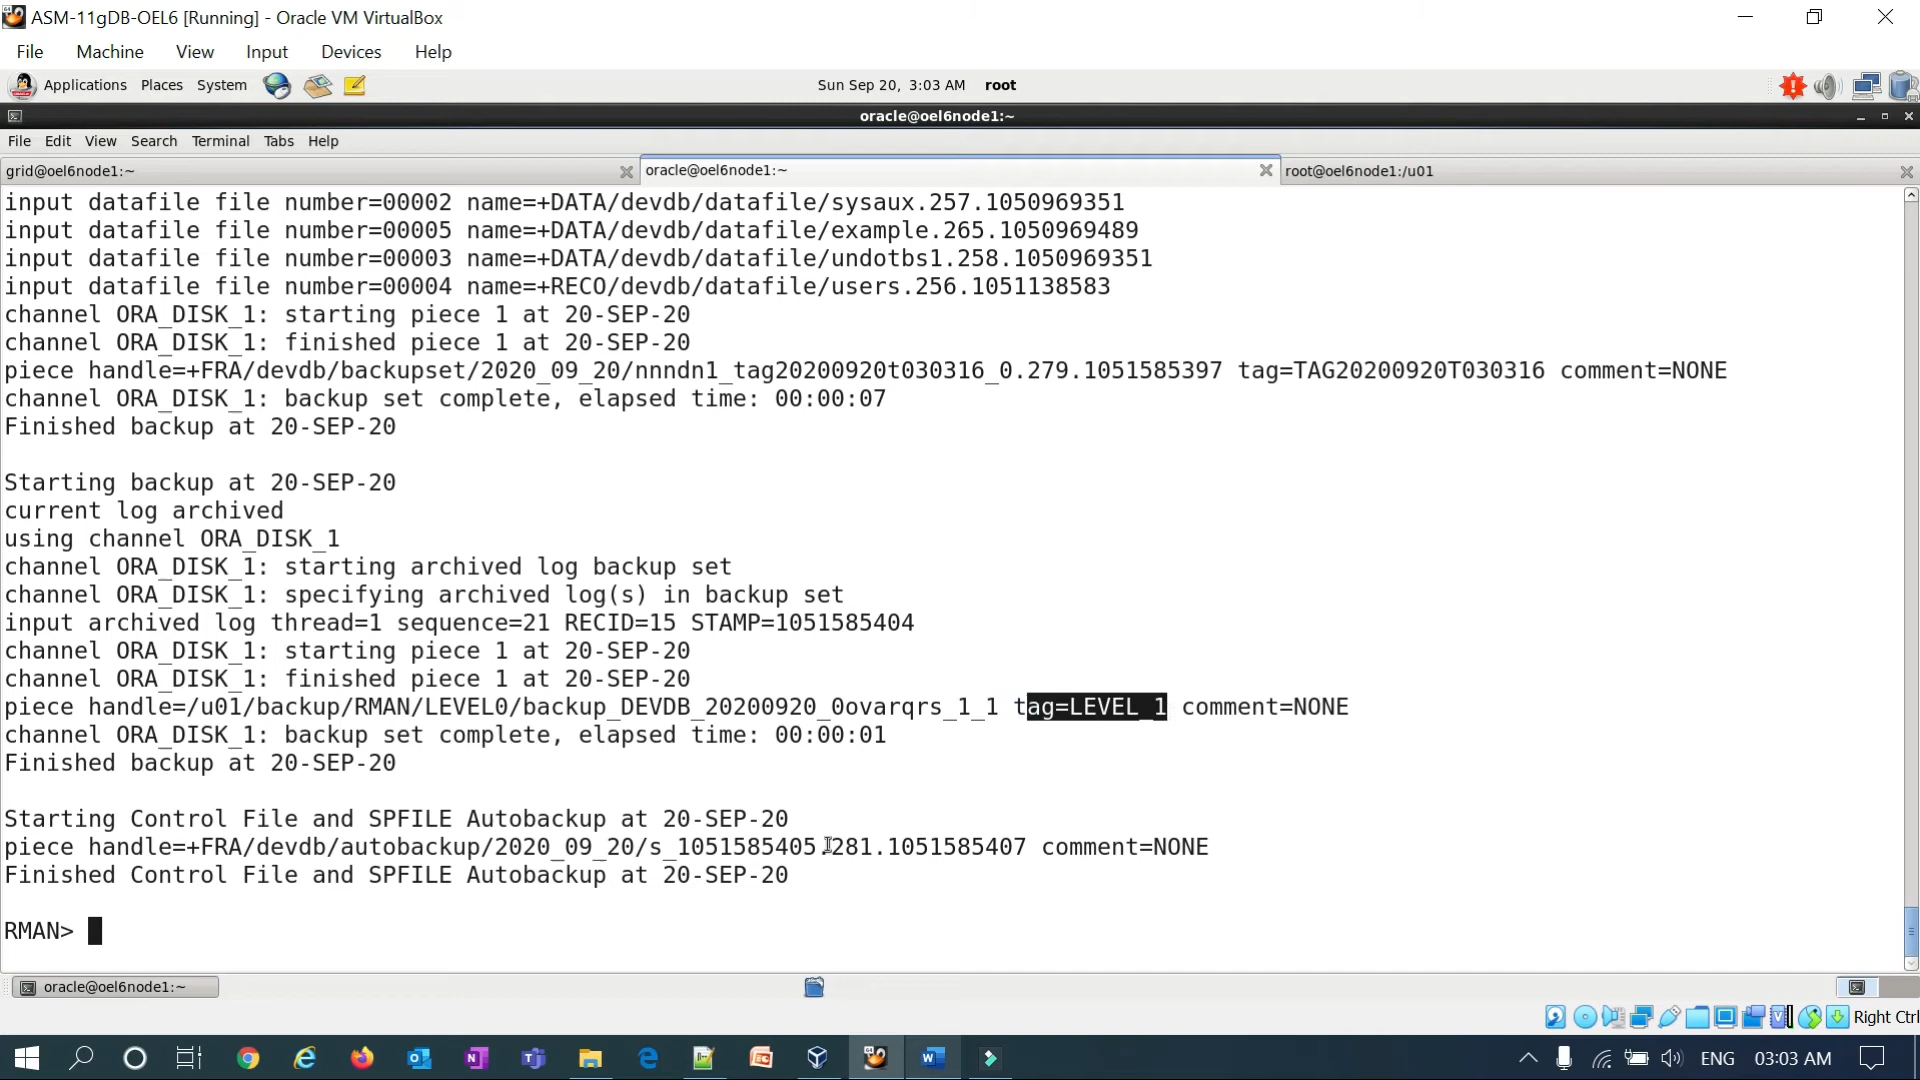 ASM-11gDB-OEL6 [Running] - Oracle VM VirtualBox
File Machine View Input Devices Help
Applications Places System Sun Sep 20, 3:03 AM root
oracle@oel6node1:~
File Edit View Search Terminal Tabs Help
grid@oel6node1:~ oracle@oel6node1:~ root@oel6node1:/u01
input datafile file number=00002 name=+DATA/devdb/datafile/sysaux.257.1050969351
input datafile file number=00005 name=+DATA/devdb/datafile/example.265.1050969489
input datafile file number=00003 name=+DATA/devdb/datafile/undotbs1.258.1050969351
input datafile file number=00004 name=+RECO/devdb/datafile/users.256.1051138583
channel ORA_DISK_1: starting piece 1 at 20-SEP-20
channel ORA_DISK_1: finished piece 1 at 20-SEP-20
piece handle=+FRA/devdb/backupset/2020_09_20/nnndn1_tag20200920t030316_0.279.1051585397 tag=TAG20200920T030316 comment=NONE
channel ORA_DISK_1: backup set complete, elapsed time: 00:00:07
Finished backup at 20-SEP-20
Starting backup at 20-SEP-20
current log archived
using channel ORA_DISK_1
channel ORA_DISK_1: starting archived log backup set
channel ORA_DISK_1: specifying archived log(s) in backup set
input archived log thread=1 sequence=21 RECID=15 STAMP=1051585404
channel ORA_DISK_1: starting piece 1 at 20-SEP-20
channel ORA_DISK_1: finished piece 1 at 20-SEP-20
piece handle=/u01/backup/RMAN/LEVEL0/backup_DEVDB_20200920_0ovarqrs_1_1 tag=LEVEL_1 comment=NONE
channel ORA_DISK_1: backup set complete, elapsed time: 00:00:01
Finished backup at 20-SEP-20
Starting Control File and SPFILE Autobackup at 20-SEP-20
piece handle=+FRA/devdb/autobackup/2020_09_20/s_1051585405.281.1051585407 comment=NONE
Finished Control File and SPFILE Autobackup at 20-SEP-20
RMAN>
oracle@oel6node1:~
Right Ctrl
ENG 03:03 AM